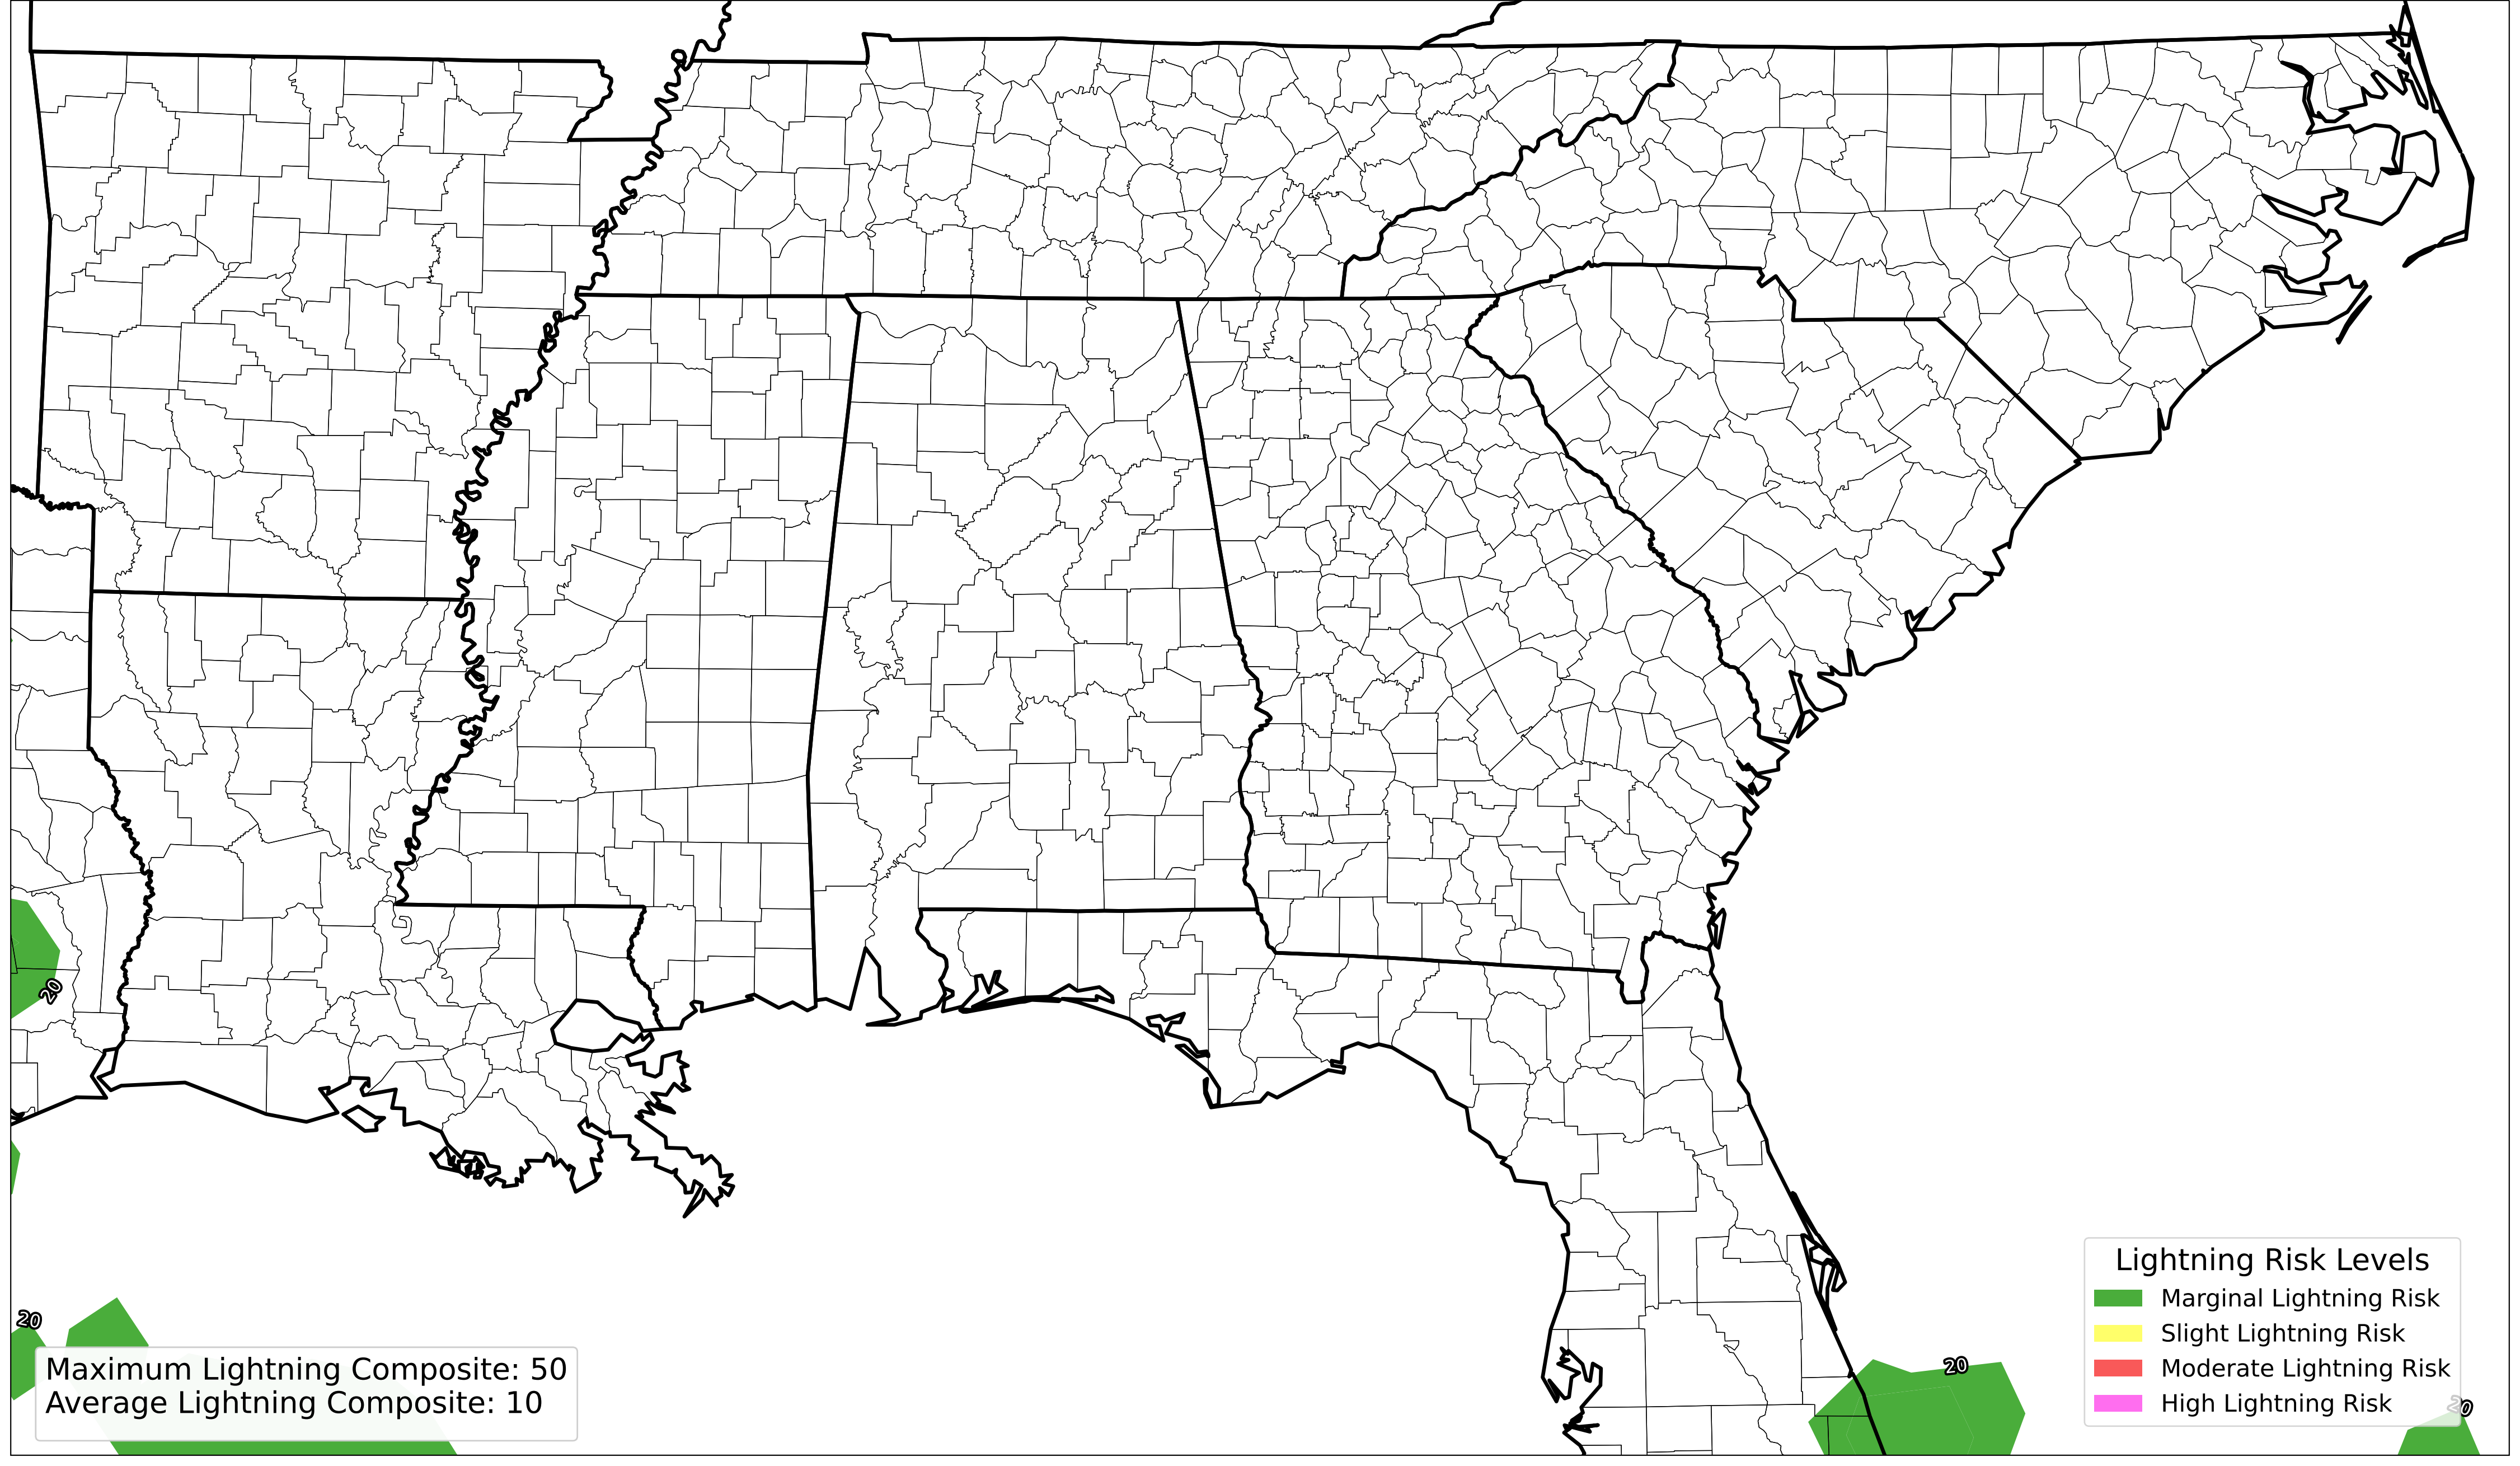 20
20
20
20
Maximum Lightning Composite: 50
Average Lightning Composite: 10
Lightning Risk Levels
Marginal Lightning Risk
Slight Lightning Risk
Moderate Lightning Risk
High Lightning Risk